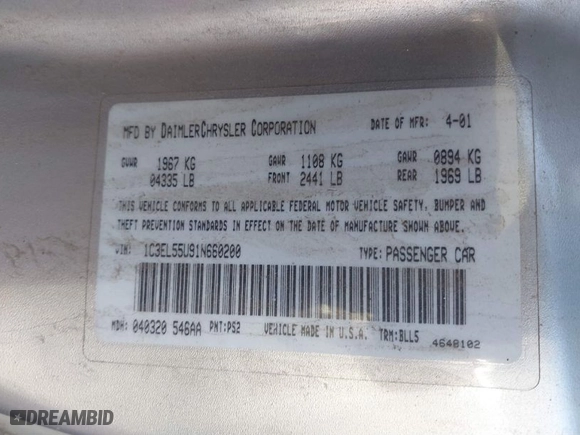 MFD BY DAIMLERCHRYSLER CORPORATION DATE OF MFR: 4-01
GVWR 1967 KG GAWR 1108 KG GAWR 0894 KG
04335 LB FRONT 2441 LB REAR 1969 LB
THIS VEHICLE CONFORMS TO ALL APPLICABLE FEDERAL MOTOR VEHICLE SAFETY, BUMPER AND
THEFT PREVENTION STANDARDS IN EFFECT ON THE DATE OF MANUFACTURE SHOWN ABOVE.
VIN: 1C3EL55U91N660200 TYPE: PASSENGER CAR
MDH: 040320 546AA PNT: PS2 VEHICLE MADE IN U.S.A. TRM: BLL5
4648102
DREAMBID